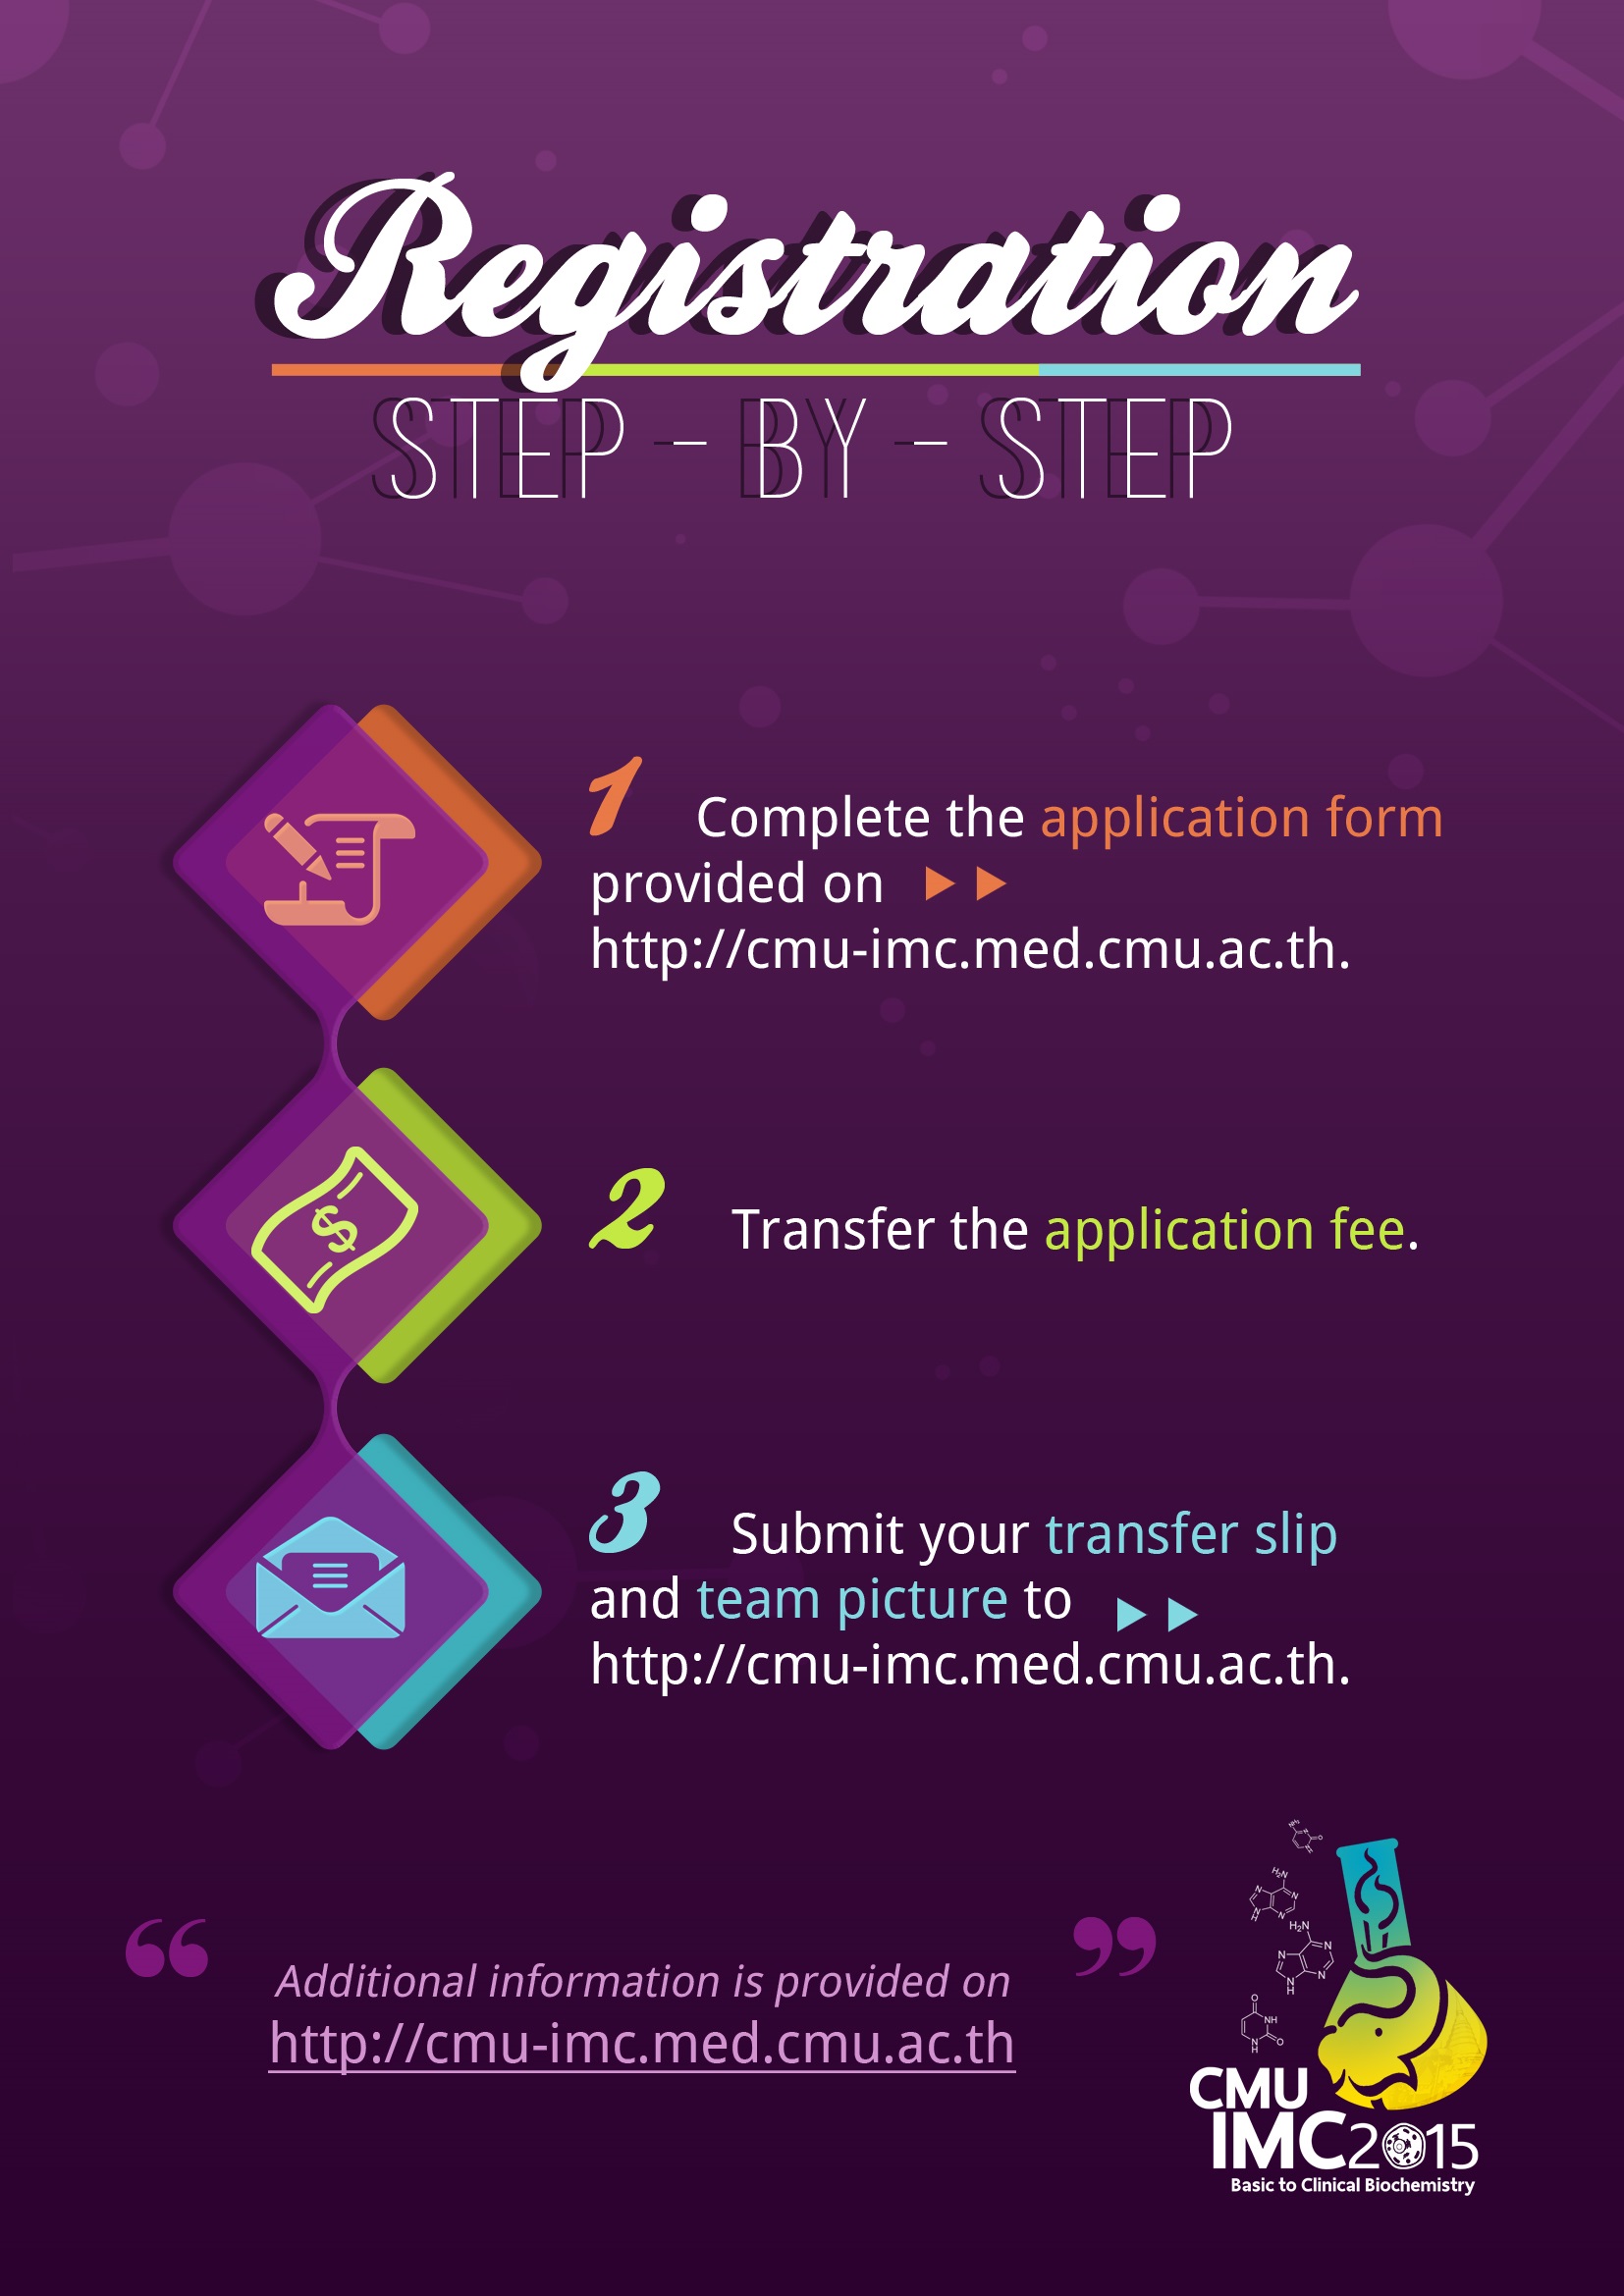 Registration
STEP - BY - STEP
1 Complete the application form
provided on
http://cmu-imc.med.cmu.ac.th.
$
2 Transfer the application fee.
3 Submit your transfer slip
and team picture to
http://cmu-imc.med.cmu.ac.th.
“ Additional information is provided on ”
http://cmu-imc.med.cmu.ac.th
CMU
IMC2015
Basic to Clinical Biochemistry